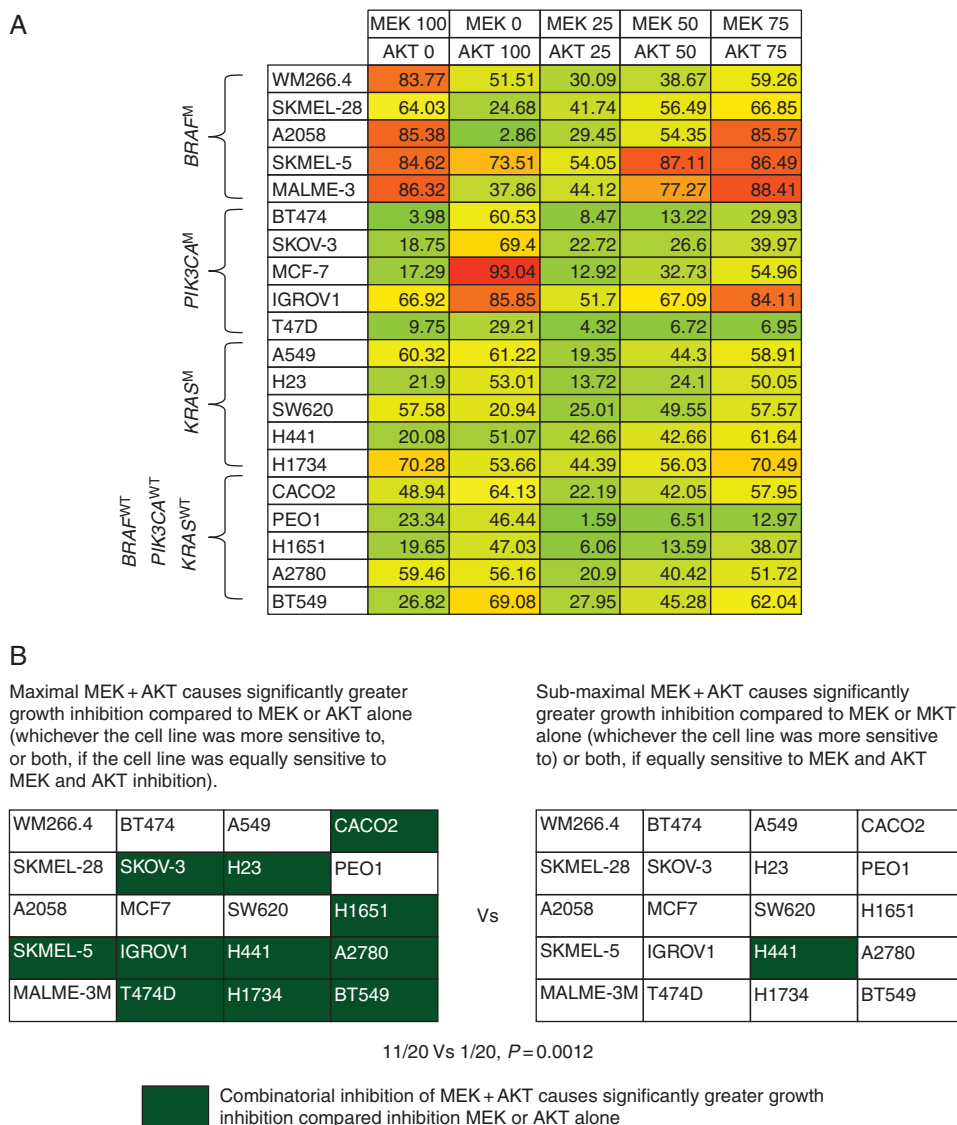 A
MEK 100 MEK 0 MEK 25 MEK 50 MEK 75
AKT 0 AKT 100 AKT 25 AKT 50 AKT 75
BRAFᴹ
WM266.4 83.77 51.51 30.09 38.67 59.26
SKMEL-28 64.03 24.68 41.74 56.49 66.85
A2058 85.38 2.86 29.45 54.35 85.57
SKMEL-5 84.62 73.51 54.05 87.11 86.49
MALME-3 86.32 37.86 44.12 77.27 88.41
PIK3CAᴹ
BT474 3.98 60.53 8.47 13.22 29.93
SKOV-3 18.75 69.4 22.72 26.6 39.97
MCF-7 17.29 93.04 12.92 32.73 54.96
IGROV1 66.92 85.85 51.7 67.09 84.11
T47D 9.75 29.21 4.32 6.72 6.95
KRASᴹ
A549 60.32 61.22 19.35 44.3 58.91
H23 21.9 53.01 13.72 24.1 50.05
SW620 57.58 20.94 25.01 49.55 57.57
H441 20.08 51.07 42.66 42.66 61.64
H1734 70.28 53.66 44.39 56.03 70.49
BRAFᵂᵀ
PIK3CAᵂᵀ
KRASᵂᵀ
CACO2 48.94 64.13 22.19 42.05 57.95
PEO1 23.34 46.44 1.59 6.51 12.97
H1651 19.65 47.03 6.06 13.59 38.07
A2780 59.46 56.16 20.9 40.42 51.72
BT549 26.82 69.08 27.95 45.28 62.04
B
Maximal MEK+AKT causes significantly greater
growth inhibition compared to MEK or AKT alone
(whichever the cell line was more sensitive to,
or both, if the cell line was equally sensitive to
MEK and AKT inhibition).
Sub-maximal MEK+AKT causes significantly
greater growth inhibition compared to MEK or MKT
alone (whichever the cell line was more sensitive
to) or both, if equally sensitive to MEK and AKT
WM266.4 BT474 A549 CACO2
SKMEL-28 SKOV-3 H23 PEO1
A2058 MCF7 SW620 H1651
SKMEL-5 IGROV1 H441 A2780
MALME-3M T474D H1734 BT549
Vs
WM266.4 BT474 A549 CACO2
SKMEL-28 SKOV-3 H23 PEO1
A2058 MCF7 SW620 H1651
SKMEL-5 IGROV1 H441 A2780
MALME-3M T474D H1734 BT549
11/20 Vs 1/20, P=0.0012
Combinatorial inhibition of MEK+AKT causes significantly greater growth
inhibition compared inhibition MEK or AKT alone